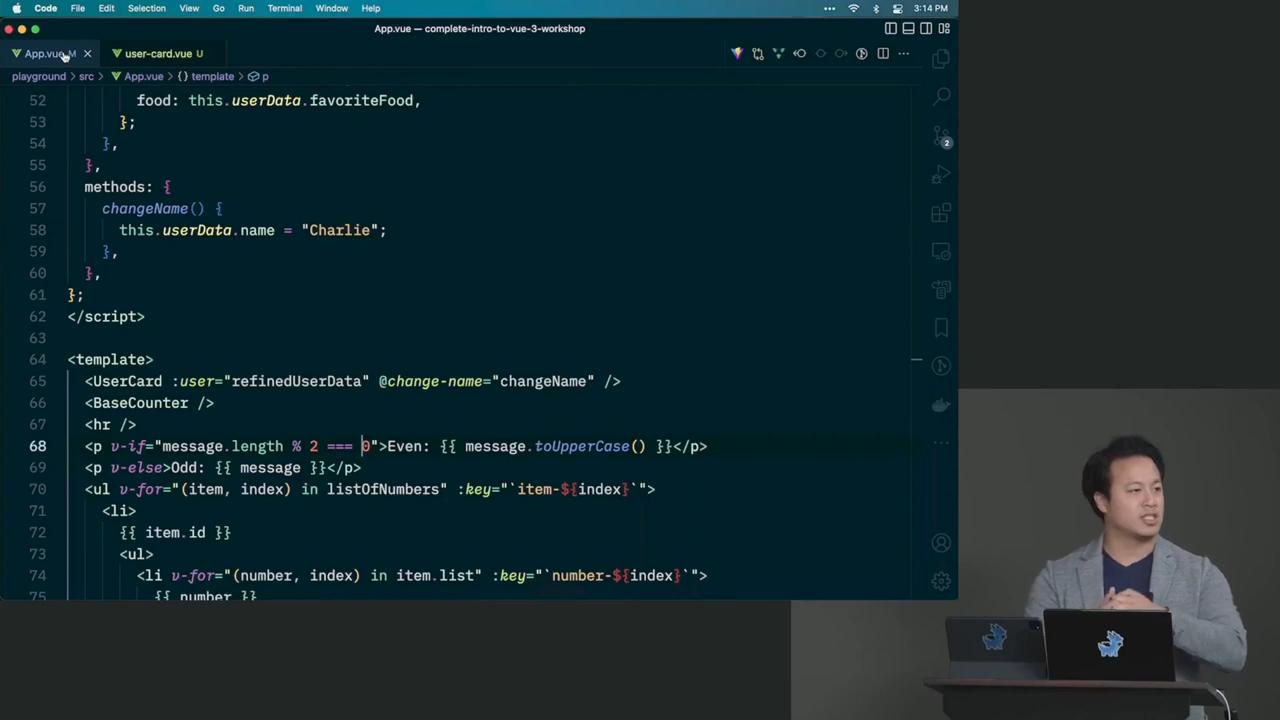 Code File Edit Selection View Go Run Terminal Window Help 3:14 PM
App.vue — complete-intro-to-vue-3-workshop
App.vue M user-card.vue U
playground > src > App.vue > {} template > p
52 food: this.userData.favoriteFood,
53 };
54 },
55 },
56 methods: {
57 changeName() {
58 this.userData.name = "Charlie";
59 },
60 },
61 };
62 </script>
63
64 <template>
65 <UserCard :user="refinedUserData" @change-name="changeName" />
66 <BaseCounter />
67 <hr />
68 <p v-if="message.length % 2 === 0">Even: {{ message.toUpperCase() }}</p>
69 <p v-else>Odd: {{ message }}</p>
70 <ul v-for="(item, index) in listOfNumbers" :key="`item-${index}`">
71 <li>
72 {{ item.id }}
73 <ul>
74 <li v-for="(number, index) in item.list" :key="`number-${index}`">
75 {{ number }}
2